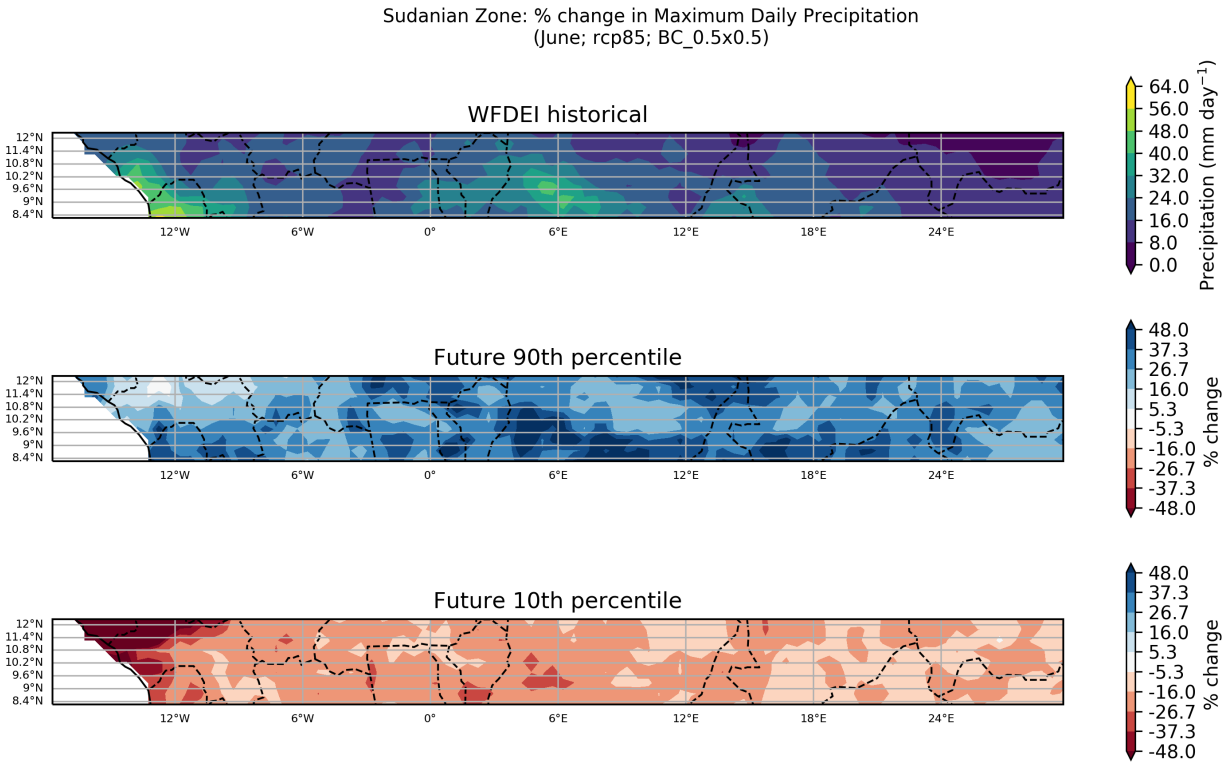 Sudanian Zone: % change in Maximum Daily Precipitation
(June; rcp85; BC_0.5x0.5)
WFDEI historical
12°N
11.4°N
10.8°N
10.2°N
9.6°N
9°N
8.4°N
12°W
6°W
0°
6°E
12°E
18°E
24°E
64.0
56.0
48.0
40.0
32.0
24.0
16.0
8.0
0.0
Precipitation (mm day⁻¹)
Future 90th percentile
12°N
11.4°N
10.8°N
10.2°N
9.6°N
9°N
8.4°N
12°W
6°W
0°
6°E
12°E
18°E
24°E
48.0
37.3
26.7
16.0
5.3
-5.3
-16.0
-26.7
-37.3
-48.0
% change
Future 10th percentile
12°N
11.4°N
10.8°N
10.2°N
9.6°N
9°N
8.4°N
12°W
6°W
0°
6°E
12°E
18°E
24°E
48.0
37.3
26.7
16.0
5.3
-5.3
-16.0
-26.7
-37.3
-48.0
% change